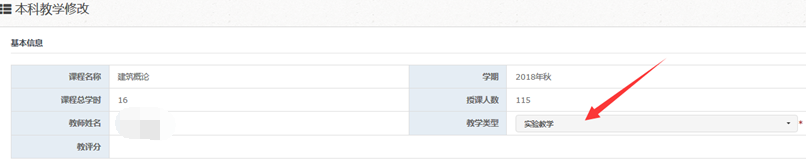 本科教学修改
基本信息
课程名称 建筑概论 学期 2018年秋
课程总学时 16 授课人数 115
教师姓名 教学类型 实验教学 *
教评分